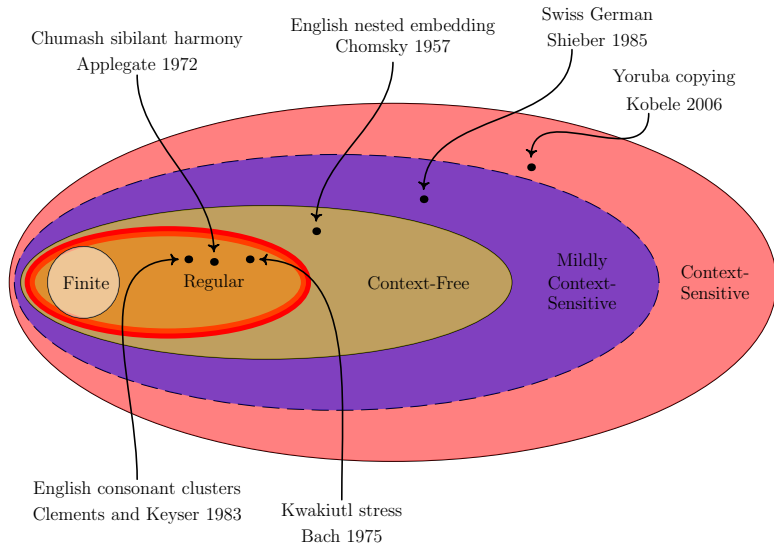 English nested embedding
Chomsky 1957
Swiss German
Shieber 1985
Chumash sibilant harmony
Applegate 1972
Yoruba copying
Kobele 2006
Finite
Regular
Context-Free
Mildly
Context-
Sensitive
Context-
Sensitive
English consonant clusters
Clements and Keyser 1983
Kwakiutl stress
Bach 1975